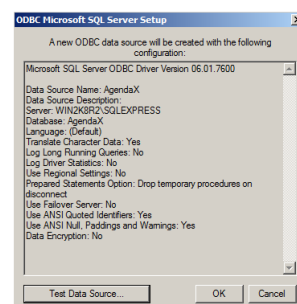 ODBC Microsoft SQL Server Setup
A new ODBC data source will be created with the following
configuration:
Microsoft SQL Server ODBC Driver Version 06.01.7600
Data Source Name: AgendaX
Data Source Description:
Server: WIN2K8R2\SQLEXPRESS
Database: AgendaX
Language: (Default)
Translate Character Data: Yes
Log Long Running Queries: No
Log Driver Statistics: No
Use Regional Settings: No
Prepared Statements Option: Drop temporary procedures on
disconnect
Use Failover Server: No
Use ANSI Quoted Identifiers: Yes
Use ANSI Null, Paddings and Warnings: Yes
Data Encryption: No
Test Data Source...
OK
Cancel